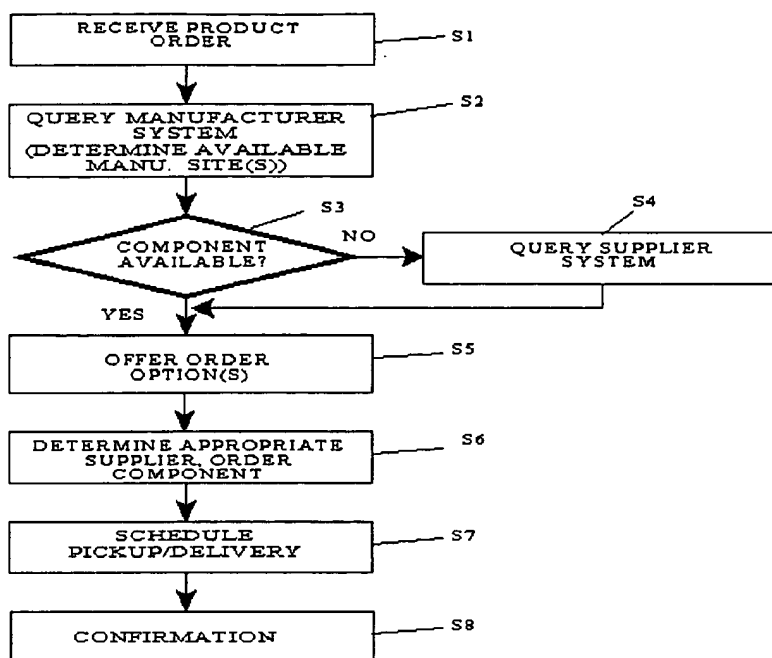 RECEIVE PRODUCT
ORDER
S1
S2
QUERY MANUFACTURER
SYSTEM
(DETERMINE AVAILABLE
MANU. SITE(S))
S3
COMPONENT
AVAILABLE?
NO
S4
QUERY SUPPLIER
SYSTEM
YES
OFFER ORDER
OPTION(S)
S5
DETERMINE APPROPRIATE
SUPPLIER, ORDER
COMPONENT
S6
SCHEDULE
PICKUP/DELIVERY
S7
CONFIRMATION
S8